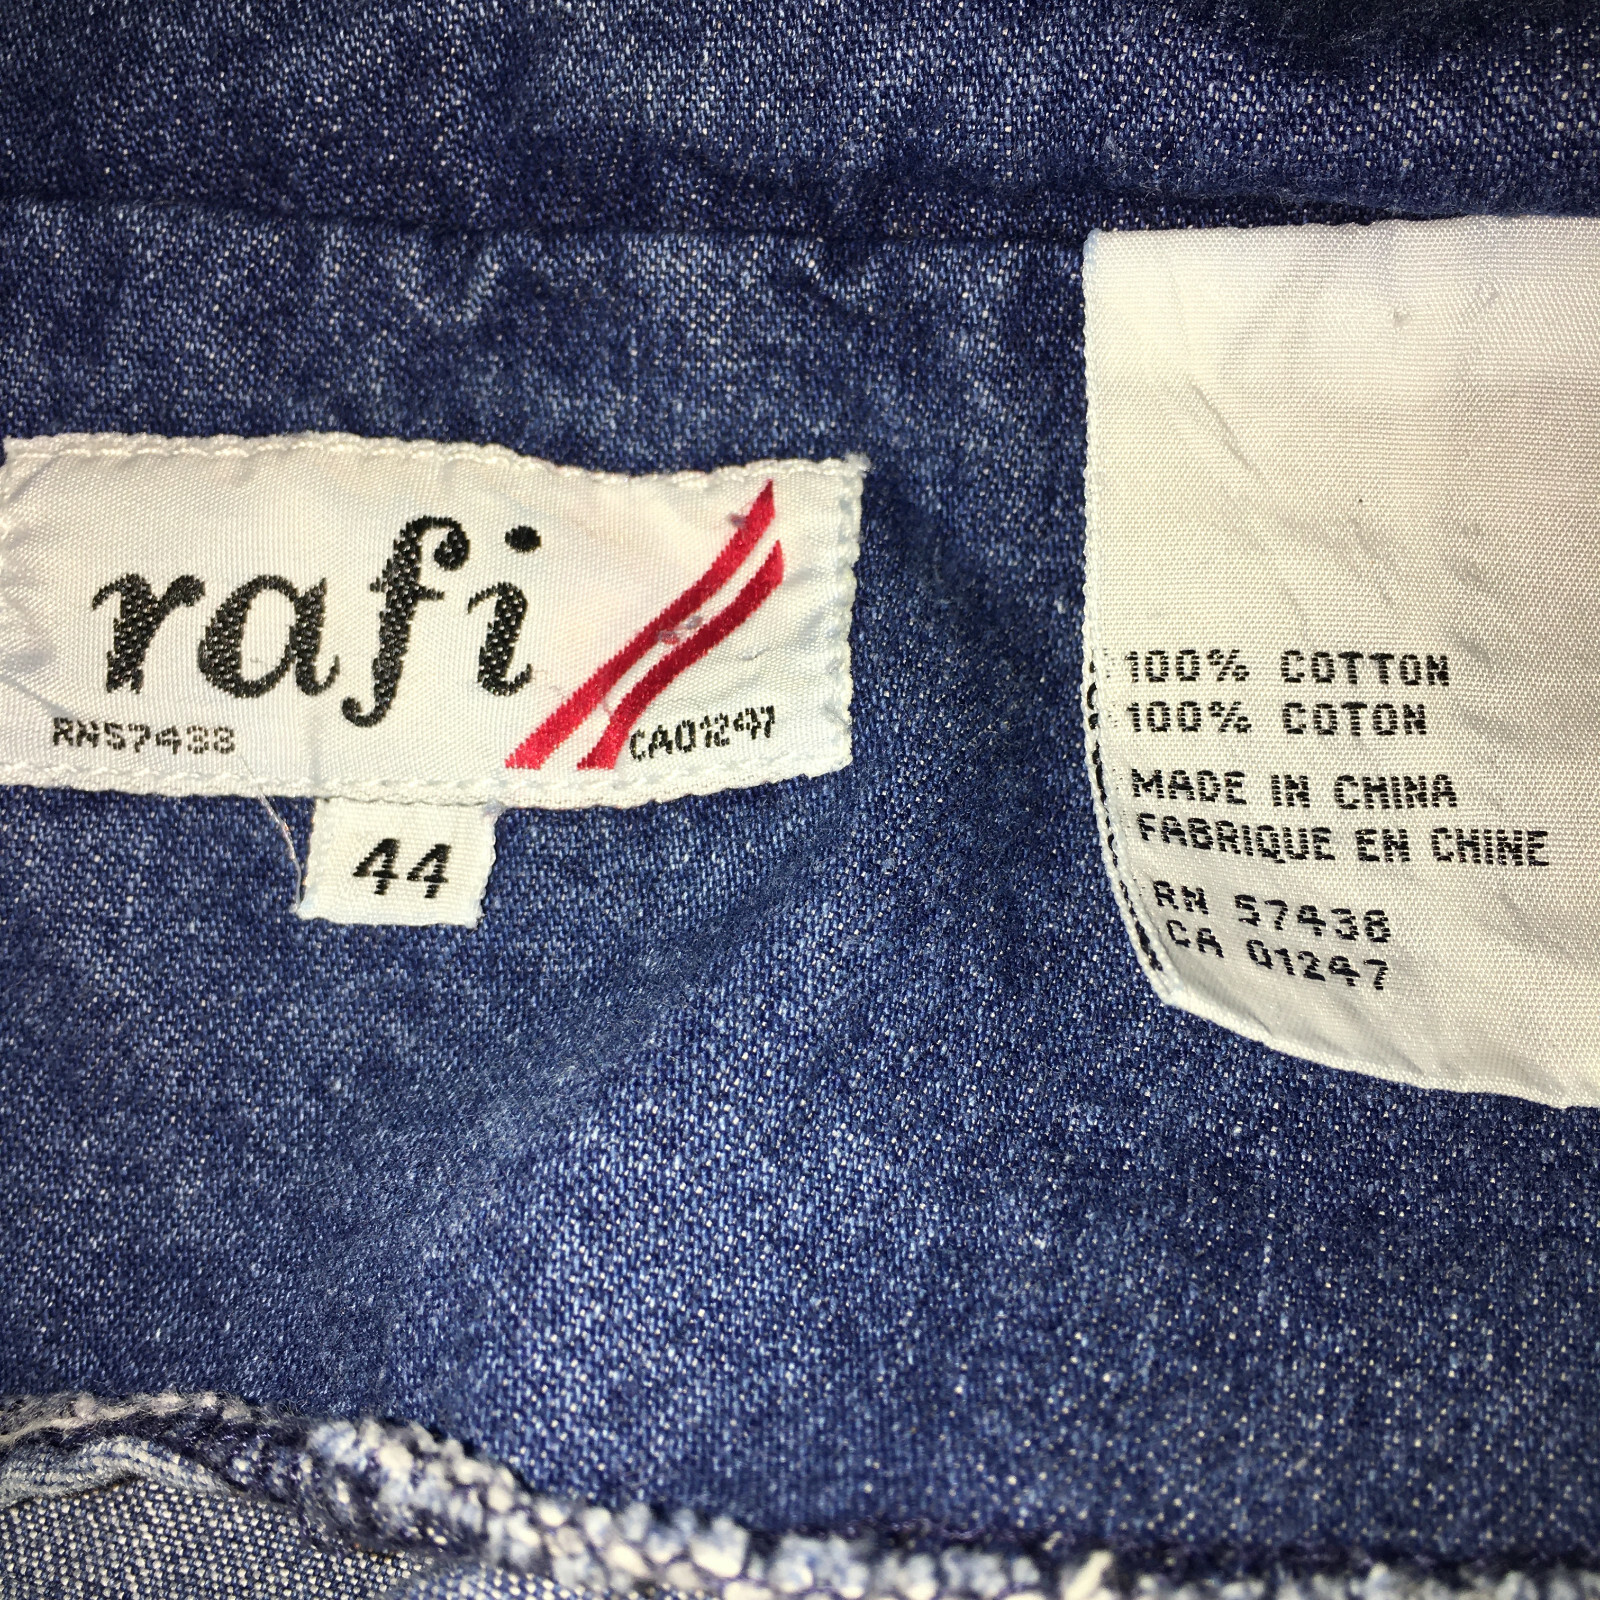 rafi
RN57438
CA01247
44
100% COTTON
100% COTON
MADE IN CHINA
FABRIQUE EN CHINE
RN 57438
CA 01247